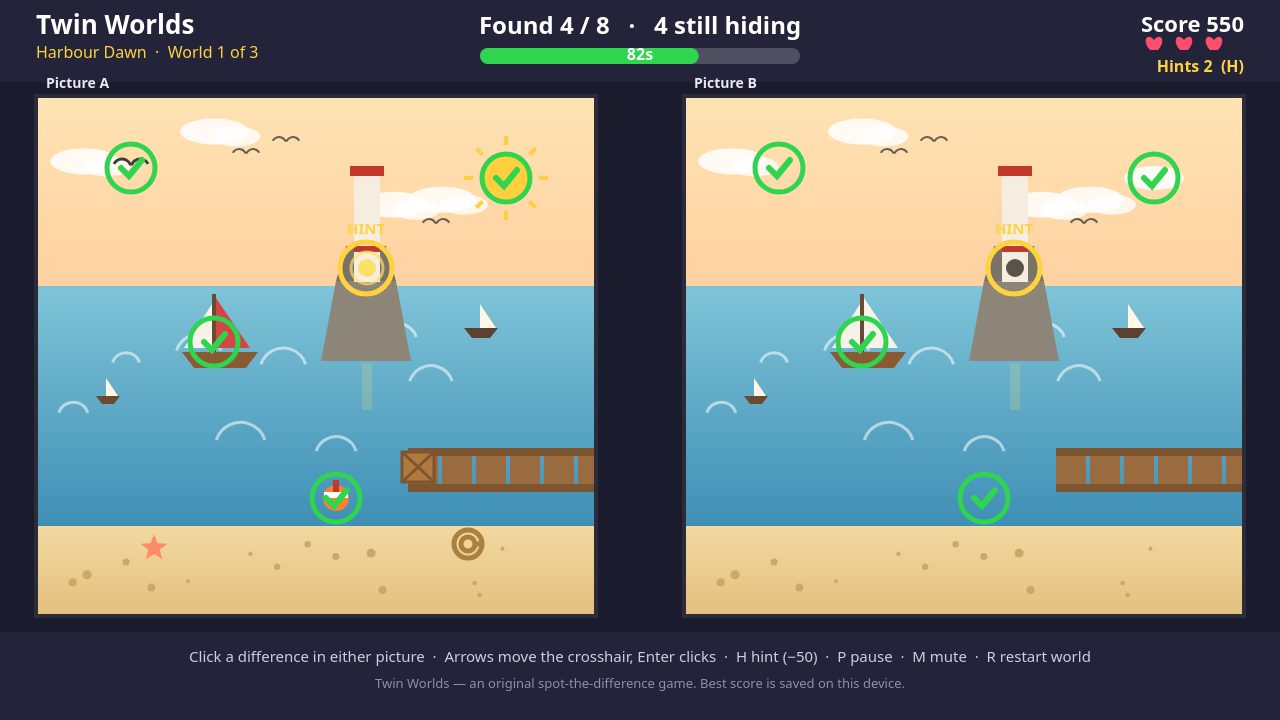 Twin Worlds
Harbour Dawn · World 1 of 3
Found 4 / 8 · 4 still hiding
82s
Score 550
Hints 2 (H)
Picture A
Picture B
HINT
HINT
Click a difference in either picture · Arrows move the crosshair, Enter clicks · H hint (−50) · P pause · M mute · R restart world
Twin Worlds — an original spot-the-difference game. Best score is saved on this device.